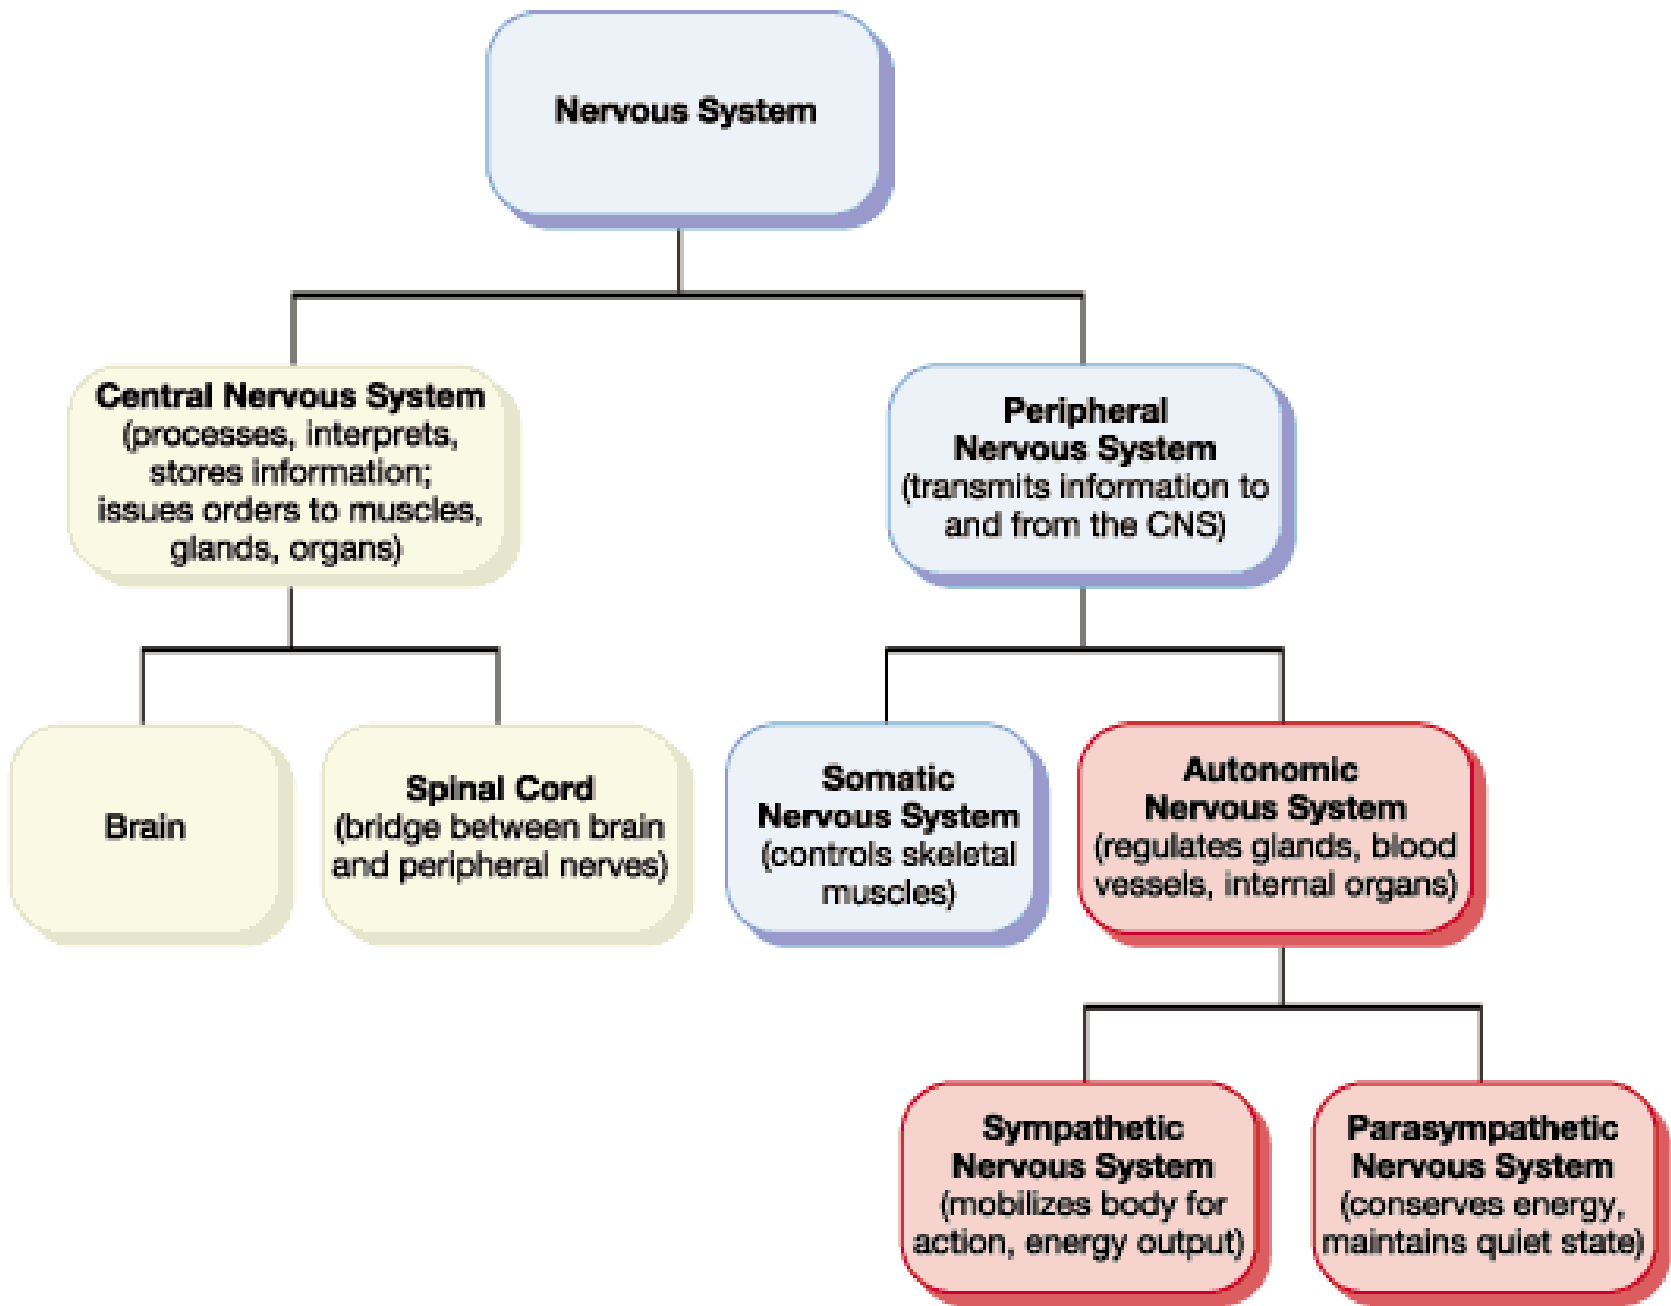 Nervous System
Central Nervous System
(processes, interprets,
stores information;
issues orders to muscles,
glands, organs)
Peripheral
Nervous System
(transmits information to
and from the CNS)
Brain
Spinal Cord
(bridge between brain
and peripheral nerves)
Somatic
Nervous System
(controls skeletal
muscles)
Autonomic
Nervous System
(regulates glands, blood
vessels, internal organs)
Sympathetic
Nervous System
(mobilizes body for
action, energy output)
Parasympathetic
Nervous System
(conserves energy,
maintains quiet state)